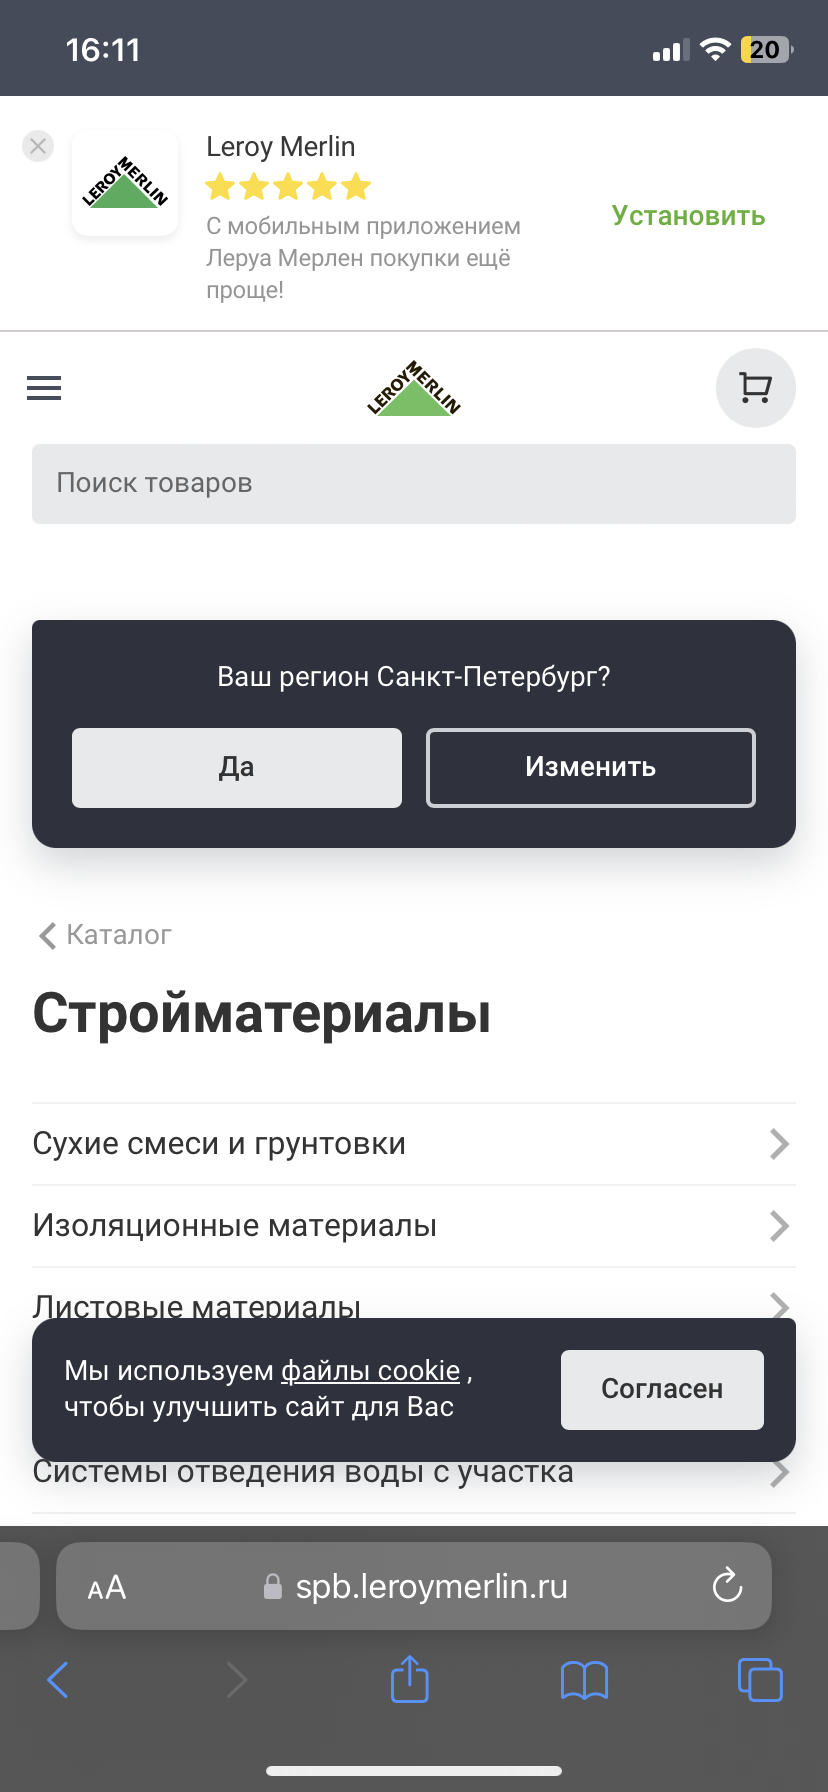 16:11
20
LEROY MERLIN
Leroy Merlin
С мобильным приложением
Леруа Мерлен покупки ещё
проще!
Установить
LEROY MERLIN
Поиск товаров
Ваш регион Санкт-Петербург?
Да
Изменить
Каталог
Стройматериалы
Сухие смеси и грунтовки
Изоляционные материалы
Листовые материалы
Мы используем файлы cookie ,
чтобы улучшить сайт для Вас
Согласен
Системы отведения воды с участка
AA
spb.leroymerlin.ru